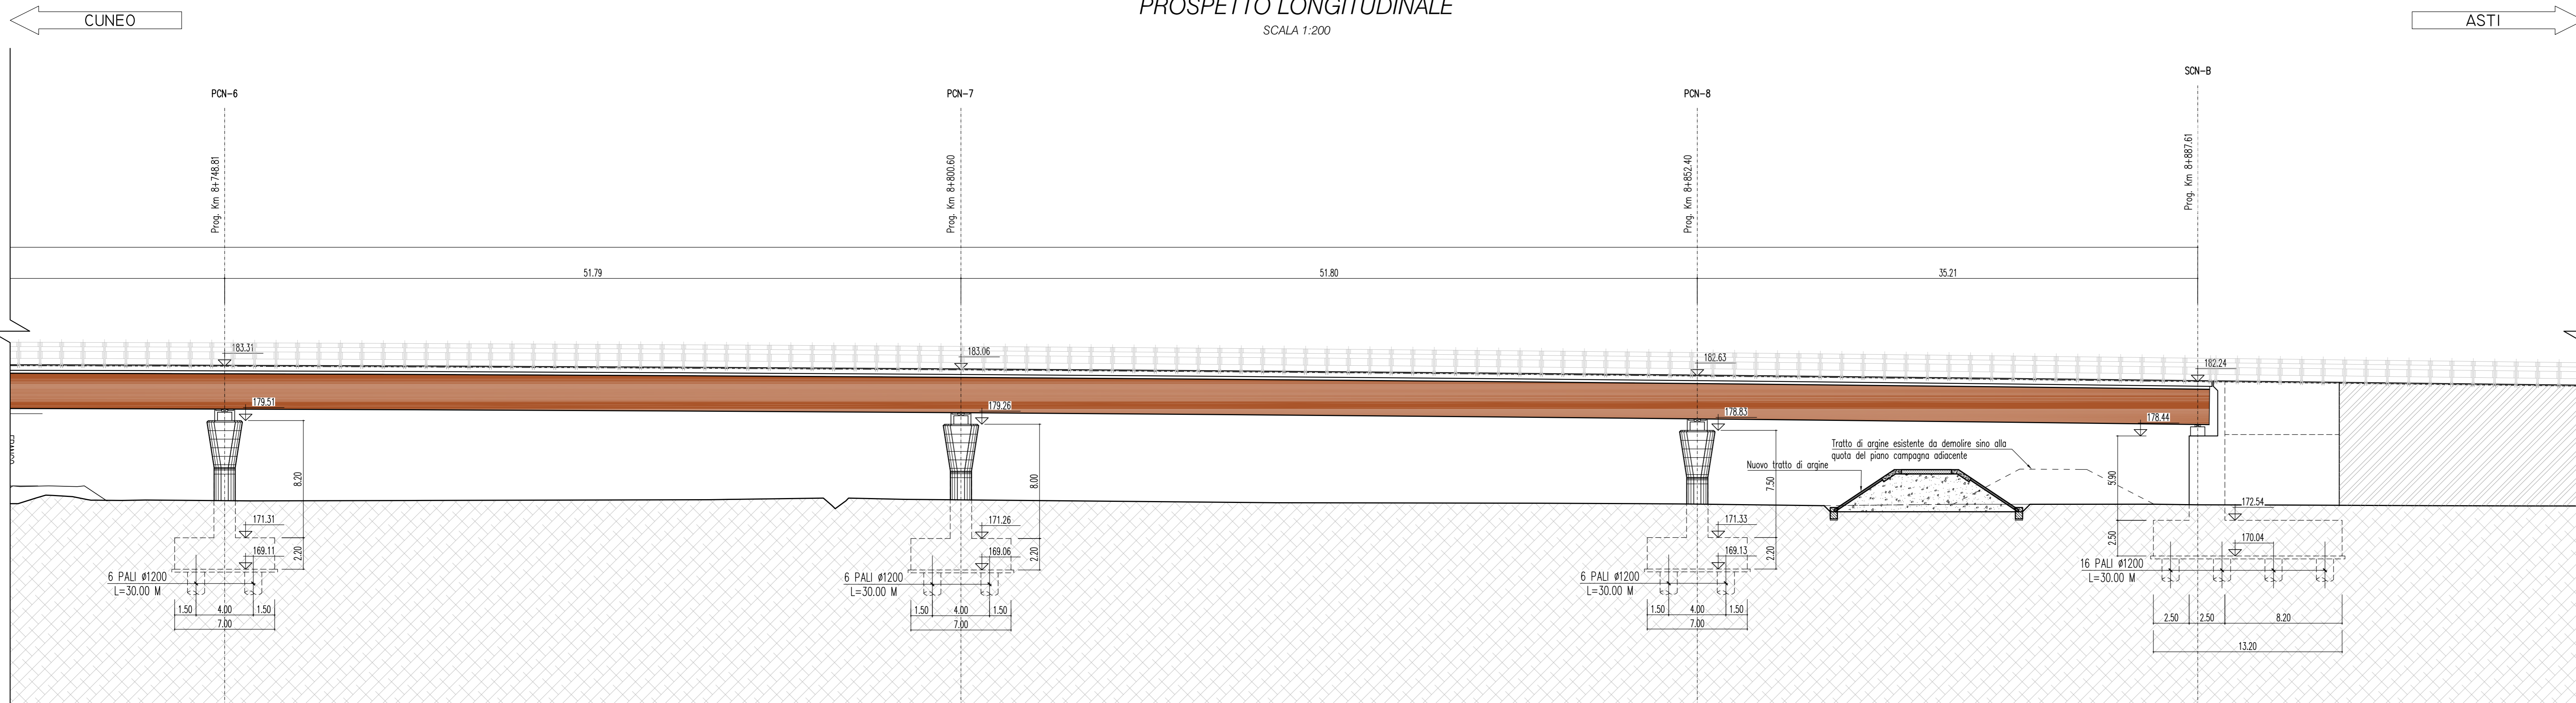 CUNEO
PROSPETTO LONGITUDINALE
SCALA 1:200
ASTI
PCN-6
PCN-7
PCN-8
SCN-B
Prog. Km 8+748.81
Prog. Km 8+800.60
Prog. Km 8+852.40
Prog. Km 8+887.61
51.79
51.80
35.21
183.31
183.06
182.63
182.24
179.51
179.26
178.83
178.44
Tratto di argine esistente da demolire sino alla
quota del piano campagna adiacente
Nuovo tratto di argine
8.20
8.00
7.50
5.90
171.31
171.26
171.33
172.54
169.11
169.06
169.13
170.04
2.20
2.20
2.20
2.50
6 PALI ø1200
L=30.00 M
6 PALI ø1200
L=30.00 M
6 PALI ø1200
L=30.00 M
16 PALI ø1200
L=30.00 M
1.50
4.00
1.50
7.00
1.50
4.00
1.50
7.00
1.50
4.00
1.50
7.00
2.50
2.50
8.20
13.20